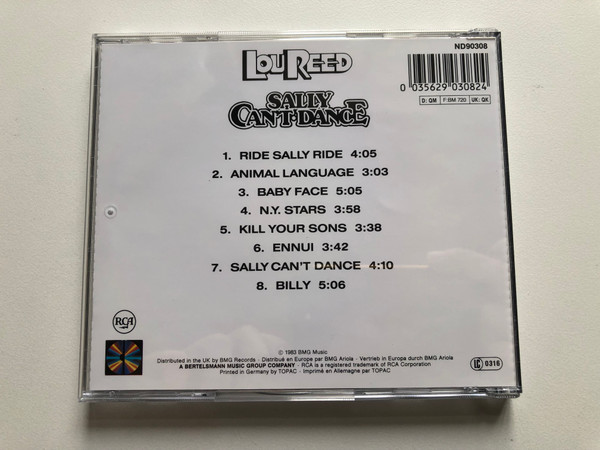 ND90308
LOU REED
0 035629 030824
D: QM F: BM 720 UK: QK
SALLY
CAN'T DANCE
1. RIDE SALLY RIDE 4:05
2. ANIMAL LANGUAGE 3:03
3. BABY FACE 5:05
4. N.Y. STARS 3:58
5. KILL YOUR SONS 3:38
6. ENNUI 3:42
7. SALLY CAN'T DANCE 4:10
8. BILLY 5:06
RCA
© 1983 BMG Music
Distributed in the UK by BMG Records · Distribué en Europe par BMG Ariola · Vertrieb in Europa durch BMG Ariola
A BERTELSMANN MUSIC GROUP COMPANY · RCA is a registered trademark of RCA Corporation
Printed in Germany by TOPAC · Imprimé en Allemagne par TOPAC
LC 0316